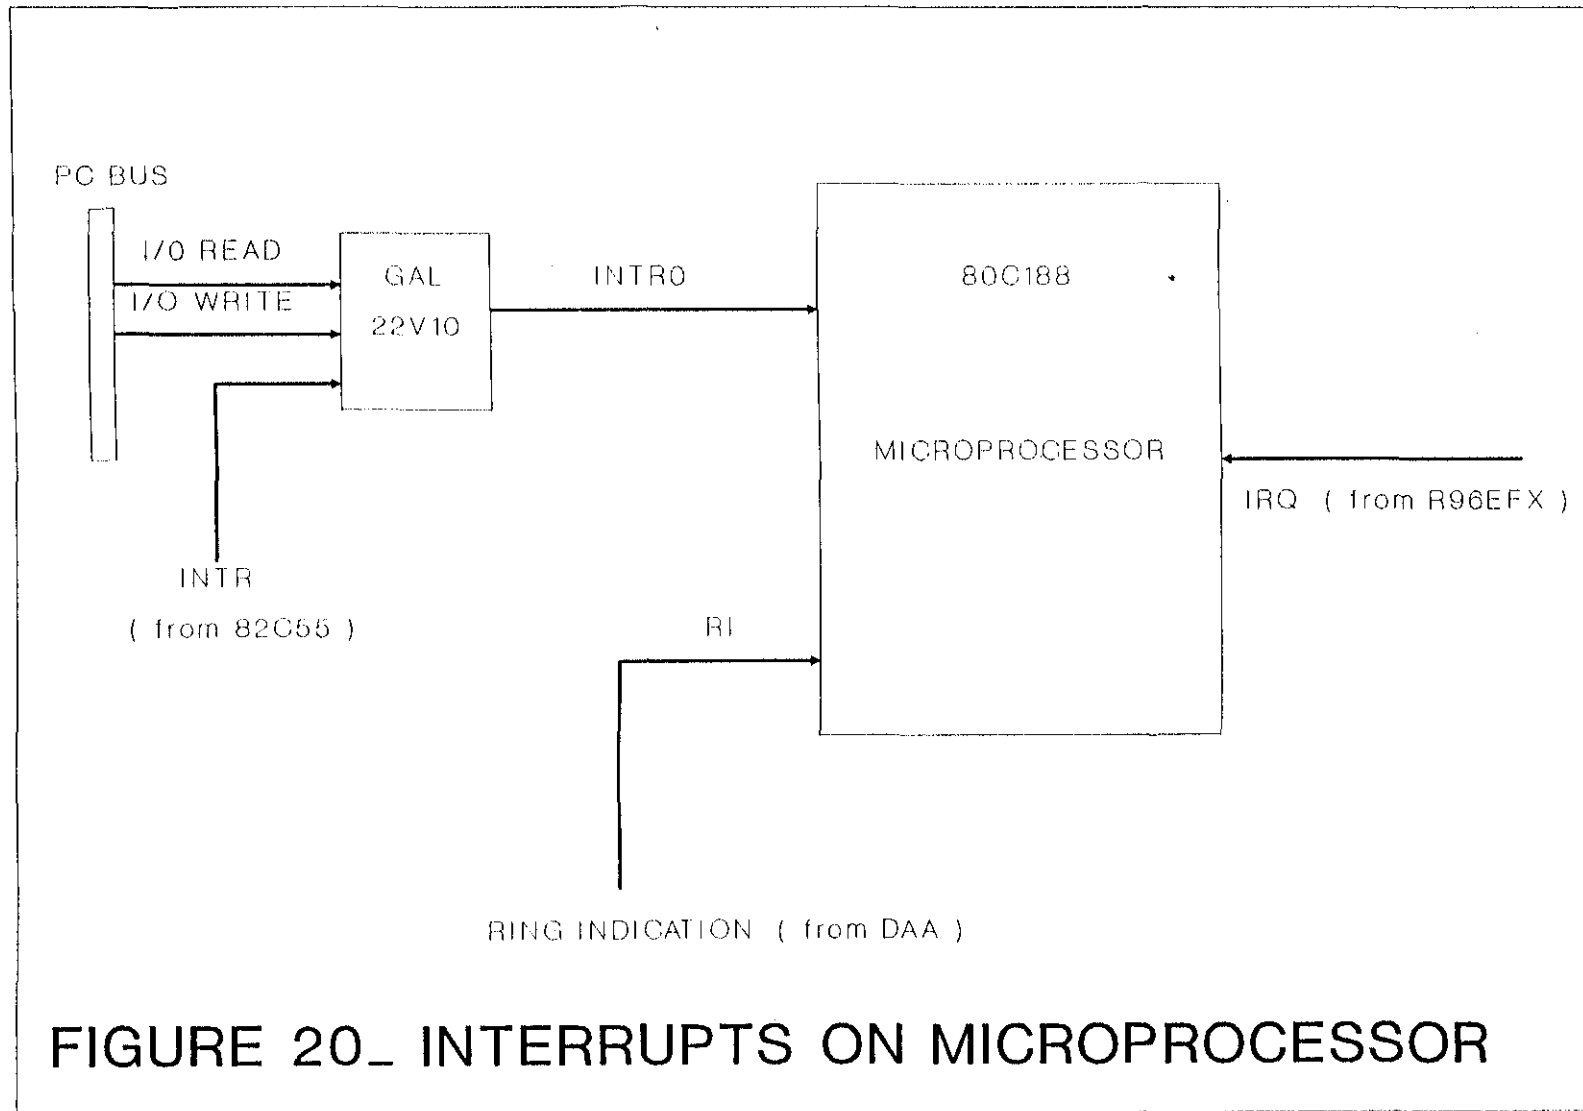 PC BUS
I/O READ
I/O WRITE
GAL
22V10
INTR0
80C188
MICROPROCESSOR
IRQ ( from R96EFX )
INTR
( from 82C55 )
RI
RING INDICATION ( from DAA )
FIGURE 20_ INTERRUPTS ON MICROPROCESSOR